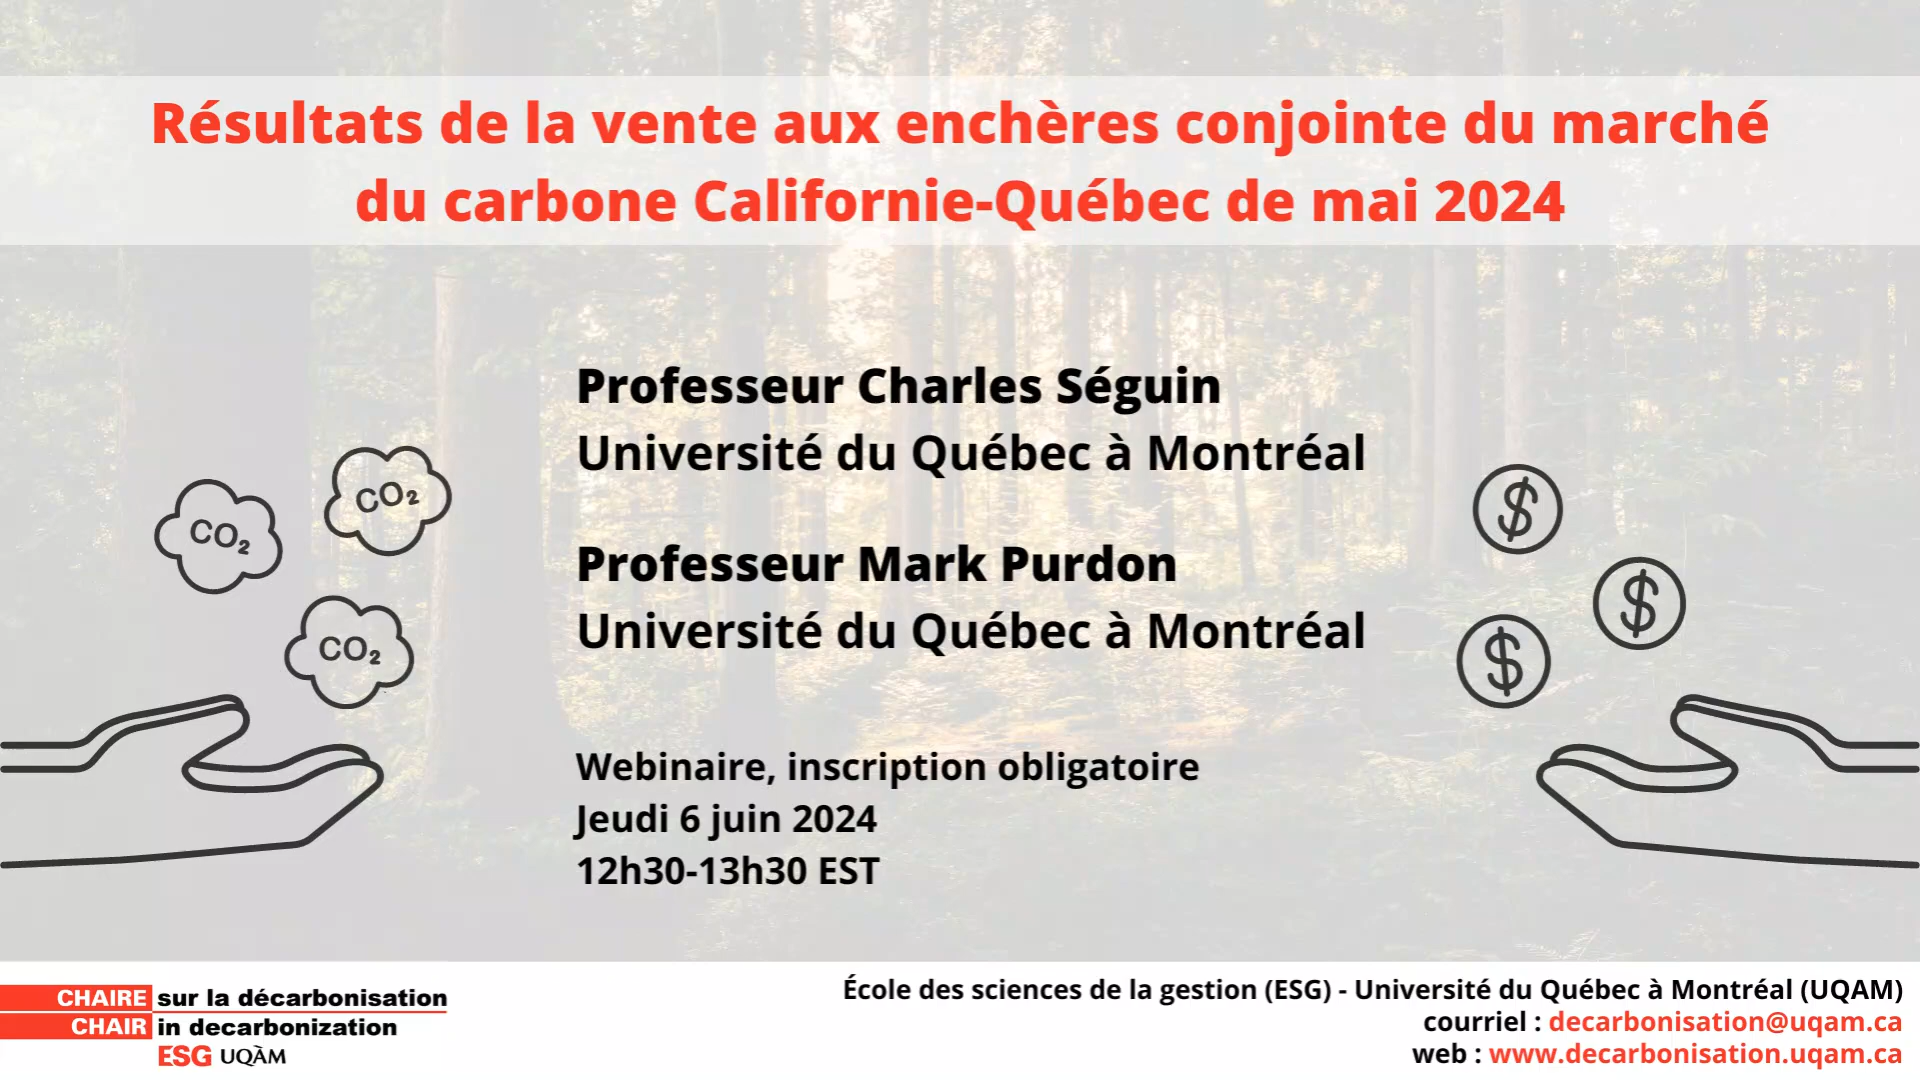 Résultats de la vente aux enchères conjointe du marché
du carbone Californie-Québec de mai 2024
Professeur Charles Séguin
Université du Québec à Montréal
Professeur Mark Purdon
Université du Québec à Montréal
CO₂
CO₂
CO₂
$
$
$
Webinaire, inscription obligatoire
Jeudi 6 juin 2024
12h30-13h30 EST
CHAIRE sur la décarbonisation
CHAIR in decarbonization
ESG UQÀM
École des sciences de la gestion (ESG) - Université du Québec à Montréal (UQAM)
courriel : decarbonisation@uqam.ca
web : www.decarbonisation.uqam.ca